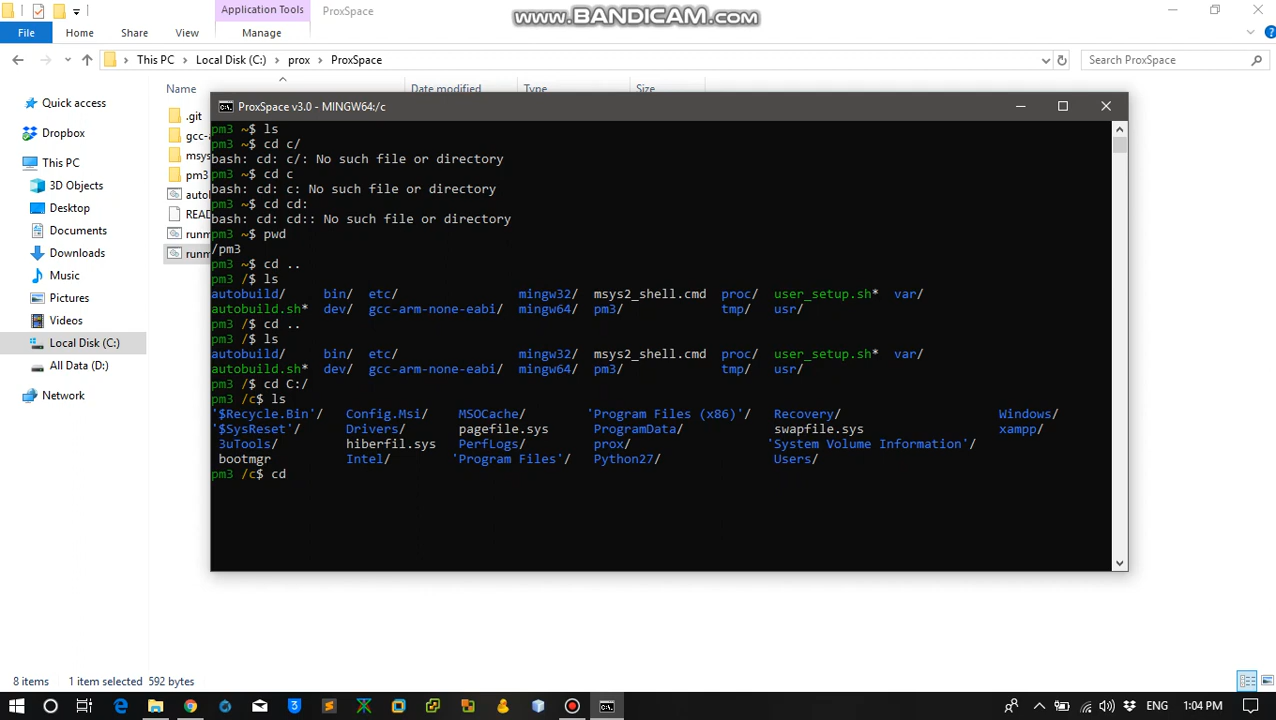 Application Tools
ProxSpace
www.BANDICAM.com
File
Home
Share
View
Manage
This PC
Local Disk (C:)
prox
ProxSpace
Search ProxSpace
Name
Date modified
Type
Size
Quick access
Dropbox
This PC
3D Objects
Desktop
Documents
Downloads
Music
Pictures
Videos
Local Disk (C:)
All Data (D:)
Network
.git
gcc-
msys
pm3
autob
READ
runm
runm
ProxSpace v3.0 - MINGW64:/c
pm3 ~$ ls
pm3 ~$ cd c/
bash: cd: c/: No such file or directory
pm3 ~$ cd c
bash: cd: c: No such file or directory
pm3 ~$ cd cd:
bash: cd: cd:: No such file or directory
pm3 ~$ pwd
/pm3
pm3 ~$ cd ..
pm3 /$ ls
autobuild/ bin/ etc/ mingw32/ msys2_shell.cmd proc/ user_setup.sh* var/
autobuild.sh* dev/ gcc-arm-none-eabi/ mingw64/ pm3/ tmp/ usr/
pm3 /$ cd ..
pm3 /$ ls
autobuild/ bin/ etc/ mingw32/ msys2_shell.cmd proc/ user_setup.sh* var/
autobuild.sh* dev/ gcc-arm-none-eabi/ mingw64/ pm3/ tmp/ usr/
pm3 /$ cd C:/
pm3 /c$ ls
'$Recycle.Bin'/ Config.Msi/ MSOCache/ 'Program Files (x86)'/ Recovery/ Windows/
'$SysReset'/ Drivers/ pagefile.sys ProgramData/ swapfile.sys xampp/
3uTools/ hiberfil.sys PerfLogs/ prox/ 'System Volume Information'/
bootmgr Intel/ 'Program Files'/ Python27/ Users/
pm3 /c$ cd
8 items
1 item selected 592 bytes
ENG
1:04 PM